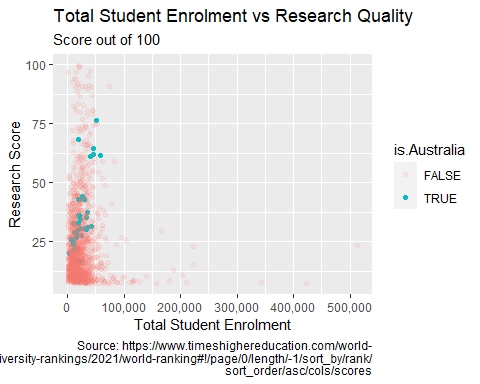 Total Student Enrolment vs Research Quality
Score out of 100
100
75
50
25
Research Score
0
100,000
200,000
300,000
400,000
500,000
Total Student Enrolment
is.Australia
FALSE
TRUE
Source: https://www.timeshighereducation.com/world-
iversity-rankings/2021/world-ranking#!/page/0/length/-1/sort_by/rank/
sort_order/asc/cols/scores